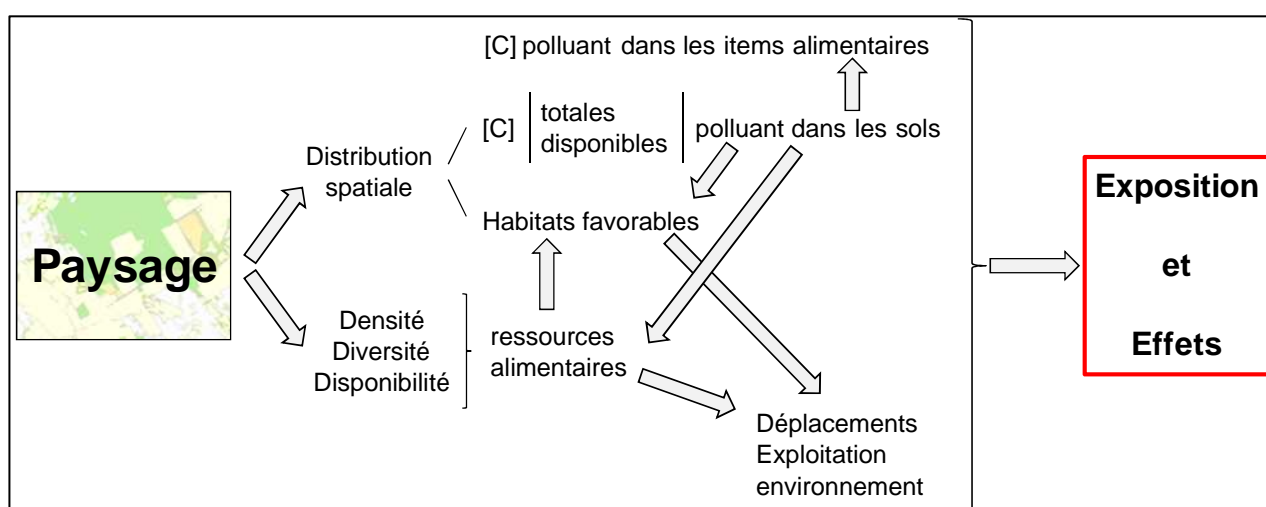 [C] polluant dans les items alimentaires
[C] totales
disponibles
polluant dans les sols
Distribution
spatiale
Habitats favorables
Paysage
Densité
Diversité
Disponibilité
ressources
alimentaires
Déplacements
Exploitation
environnement
Exposition
et
Effets